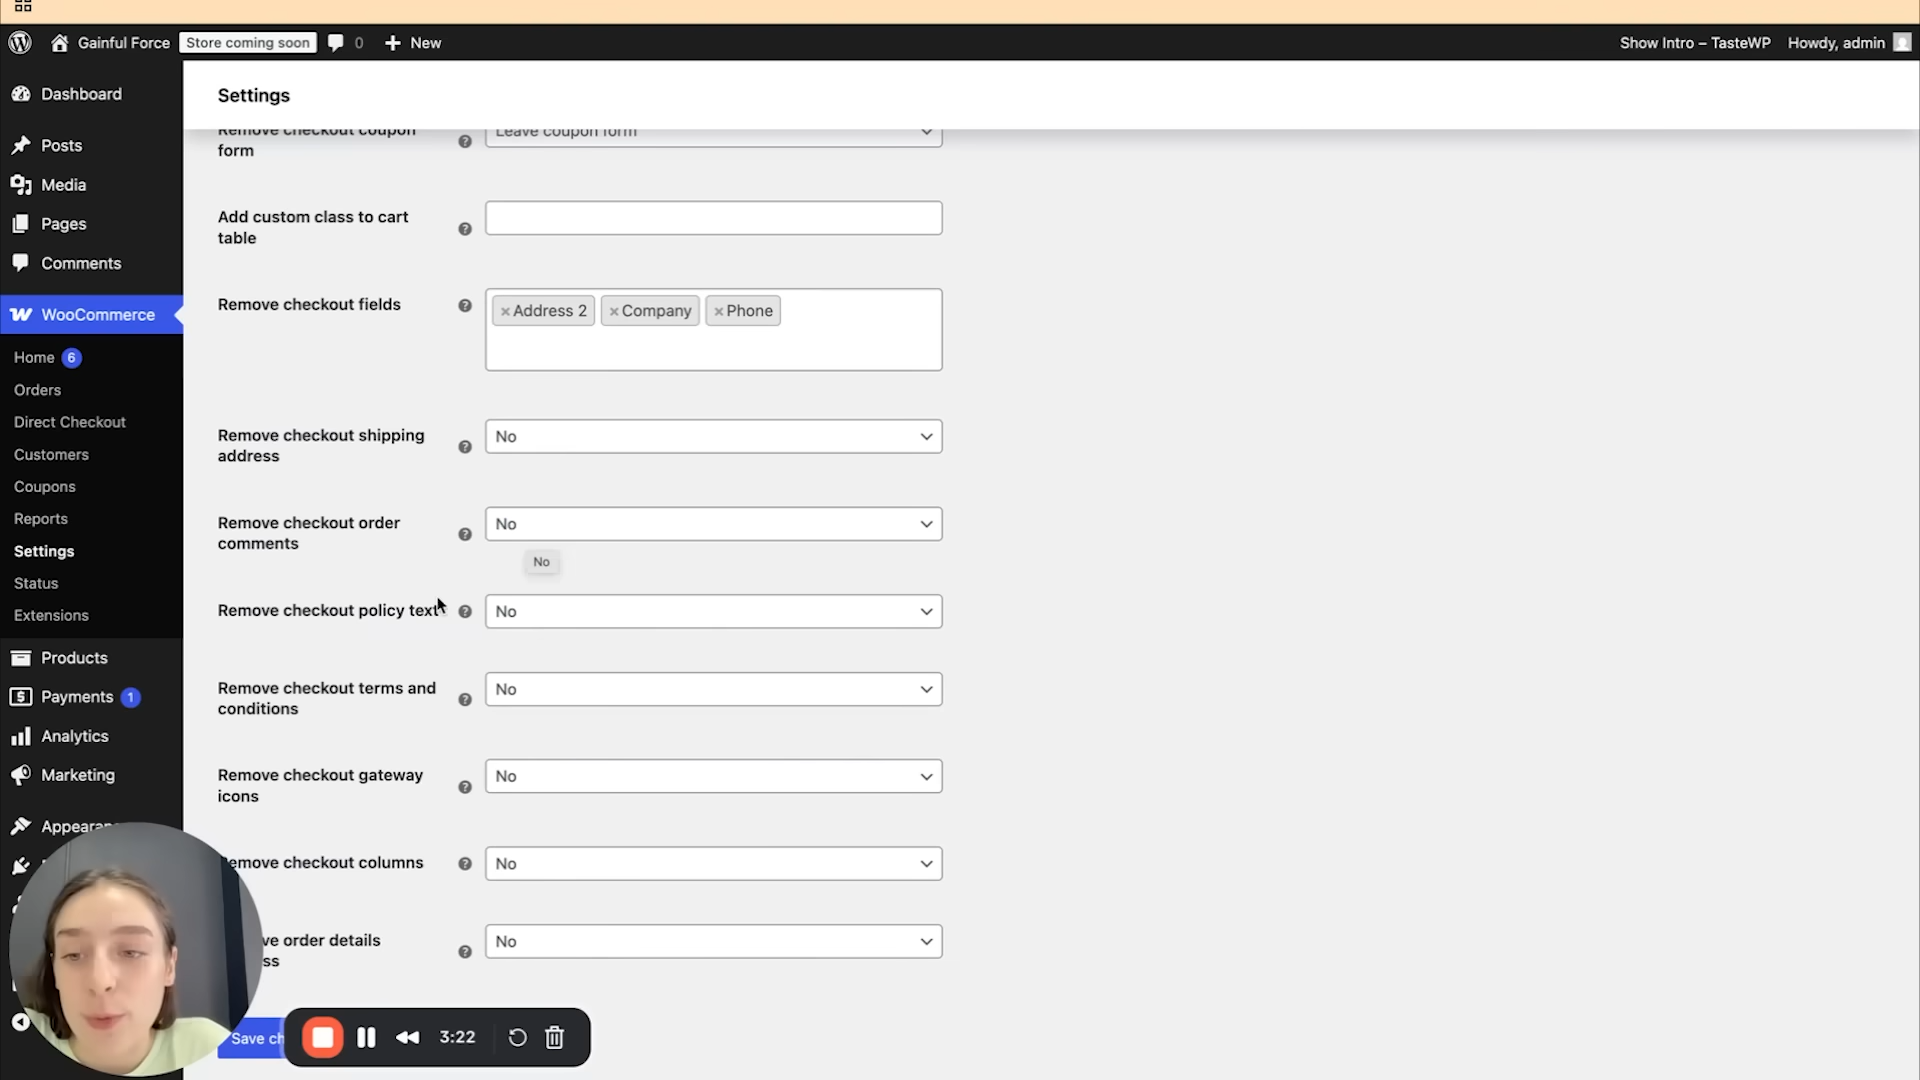 Gainful Force
Store coming soon
0
New
Show Intro – TasteWP
Howdy, admin
Dashboard
Posts
Media
Pages
Comments
WooCommerce
Home 6
Orders
Direct Checkout
Customers
Coupons
Reports
Settings
Status
Extensions
Products
Payments 1
Analytics
Marketing
Settings
Remove checkout coupon
form
Leave coupon form
Add custom class to cart
table
Remove checkout fields
×Address 2 ×Company ×Phone
Remove checkout shipping
address
No
Remove checkout order
comments
No
No
Remove checkout policy text
No
Remove checkout terms and
conditions
No
Remove checkout gateway
icons
No
emove checkout columns
No
ve order details
ss
No
Save ch
3:22